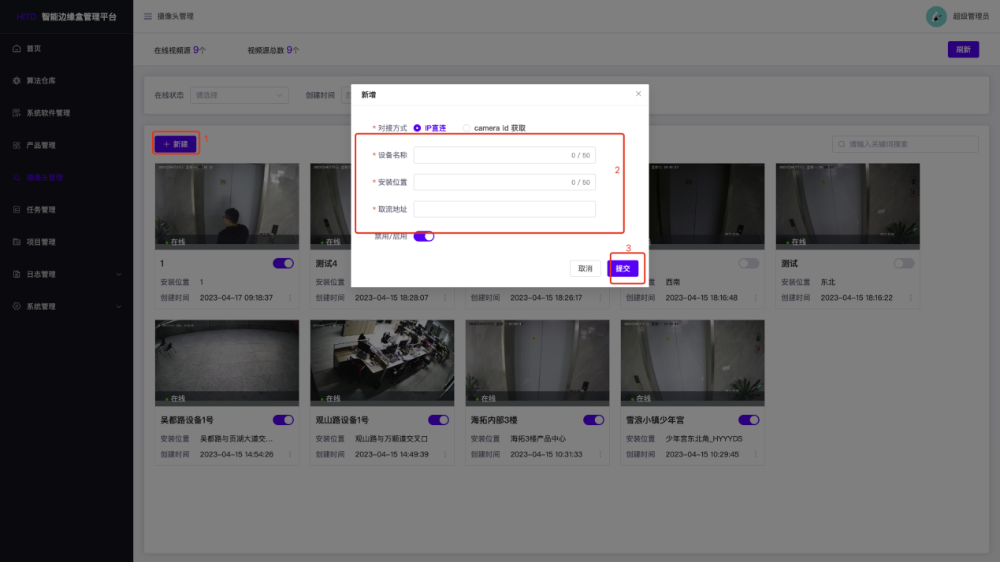 HITO 智能边缘盒管理平台
摄像头管理
超级管理员
首页
算法仓库
系统软件管理
产品管理
摄像头管理
任务管理
项目管理
日志管理
系统管理
在线视频源 9个
视频源总数 9个
刷新
在线状态 请选择
创建时间
+ 新建
1
请输入关键词搜索
新增
* 对接方式 IP直连 camera id 获取
* 设备名称 0 / 50
* 安装位置 0 / 50
* 取流地址
2
禁用/启用
3
取消
提交
在线
在线
在线
1
测试4
测试
安装位置 1
安装位置
置 西南
安装位置 东北
创建时间 2023-04-17 09:18:37
创建时间 2023-04-15 18:28:07
创建时间 2023-04-15 18:26:17
创建时间 2023-04-15 18:16:48
创建时间 2023-04-15 18:16:22
在线
在线
在线
在线
吴都路设备1号
观山路设备1号
海拓内部3楼
雪浪小镇少年宫
安装位置 吴都路与贡湖大道交...
安装位置 观山路与万顺道交叉口
安装位置 海拓3楼产品中心
安装位置 少年宫东北角_HYYYDS
创建时间 2023-04-15 14:54:26
创建时间 2023-04-15 14:49:39
创建时间 2023-04-15 10:31:33
创建时间 2023-04-15 10:29:45